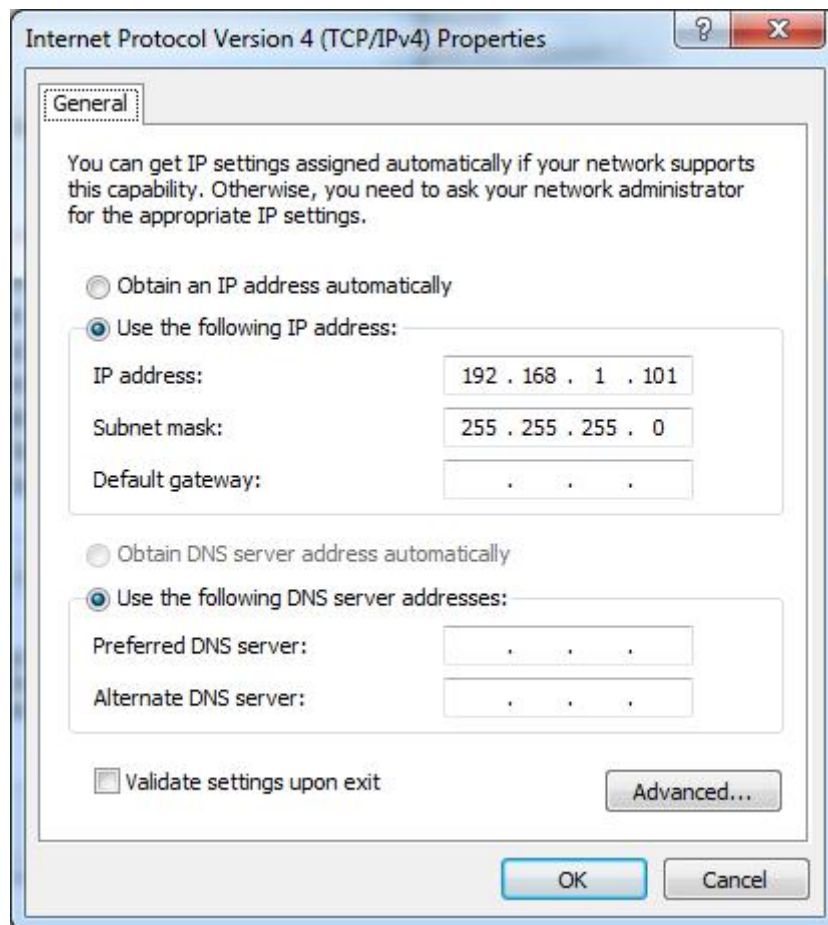 Internet Protocol Version 4 (TCP/IPv4) Properties
?
General
You can get IP settings assigned automatically if your network supports
this capability. Otherwise, you need to ask your network administrator
for the appropriate IP settings.
Obtain an IP address automatically
Use the following IP address:
IP address: 192 . 168 . 1 . 101
Subnet mask: 255 . 255 . 255 . 0
Default gateway: . . .
Obtain DNS server address automatically
Use the following DNS server addresses:
Preferred DNS server: . . .
Alternate DNS server: . . .
Validate settings upon exit
Advanced...
OK Cancel